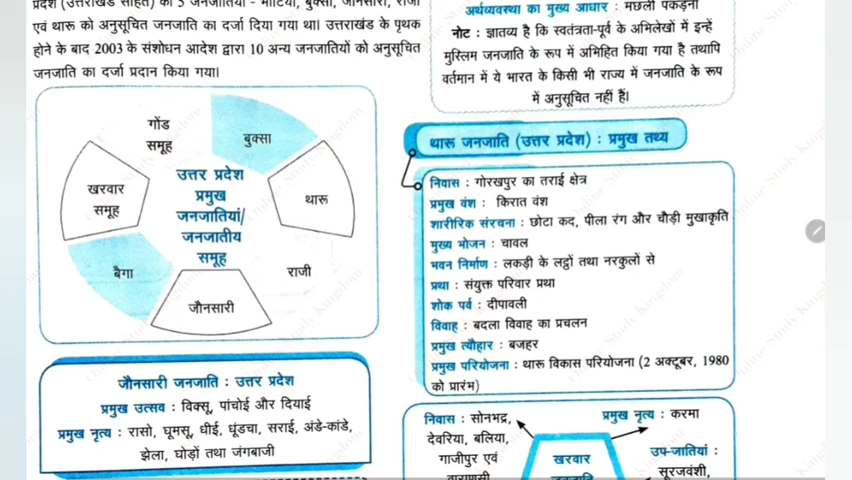 प्रदेश (उत्तराखंड सहित) की 5 जनजातियों - भोटिया, बुक्सा, जौनसारी, राजी
एवं थारू को अनुसूचित जनजाति का दर्जा दिया गया था। उत्तराखंड के पृथक
होने के बाद 2003 के संशोधन आदेश द्वारा 10 अन्य जनजातियों को अनुसूचित
जनजाति का दर्जा प्रदान किया गया।
गोंड
समूह
बुक्सा
खरवार
समूह
उत्तर प्रदेश
प्रमुख
जनजातियां/
जनजातीय
समूह
थारू
बैगा
राजी
जौनसारी
जौनसारी जनजाति : उत्तर प्रदेश
प्रमुख उत्सव : विक्सू, पांचोई और दियाई
प्रमुख नृत्य : रासो, घूमसू, धीई, धूंडचा, सराई, अंडे-कांडे,
झेला, घोड़ों तथा जंगबाजी
अर्थव्यवस्था का मुख्य आधार : मछली पकड़ना
नोट : ज्ञातव्य है कि स्वतंत्रता-पूर्व के अभिलेखों में इन्हें
मुस्लिम जनजाति के रूप में अभिहित किया गया है तथापि
वर्तमान में ये भारत के किसी भी राज्य में जनजाति के रूप
में अनुसूचित नहीं हैं।
थारू जनजाति (उत्तर प्रदेश) : प्रमुख तथ्य
निवास : गोरखपुर का तराई क्षेत्र
प्रमुख वंश : किरात वंश
शारीरिक संरचना : छोटा कद, पीला रंग और चौड़ी मुखाकृति
मुख्य भोजन : चावल
भवन निर्माण : लकड़ी के लट्ठों तथा नरकुलों से
प्रथा : संयुक्त परिवार प्रथा
शोक पर्व : दीपावली
विवाह : बदला विवाह का प्रचलन
प्रमुख त्यौहार : बजहर
प्रमुख परियोजना : थारू विकास परियोजना (2 अक्टूबर, 1980
को प्रारंभ)
निवास : सोनभद्र,
देवरिया, बलिया,
गाजीपुर एवं
वाराणसी
खरवार
जनजाति
प्रमुख नृत्य : करमा
उप-जातियां :
सूरजवंशी,